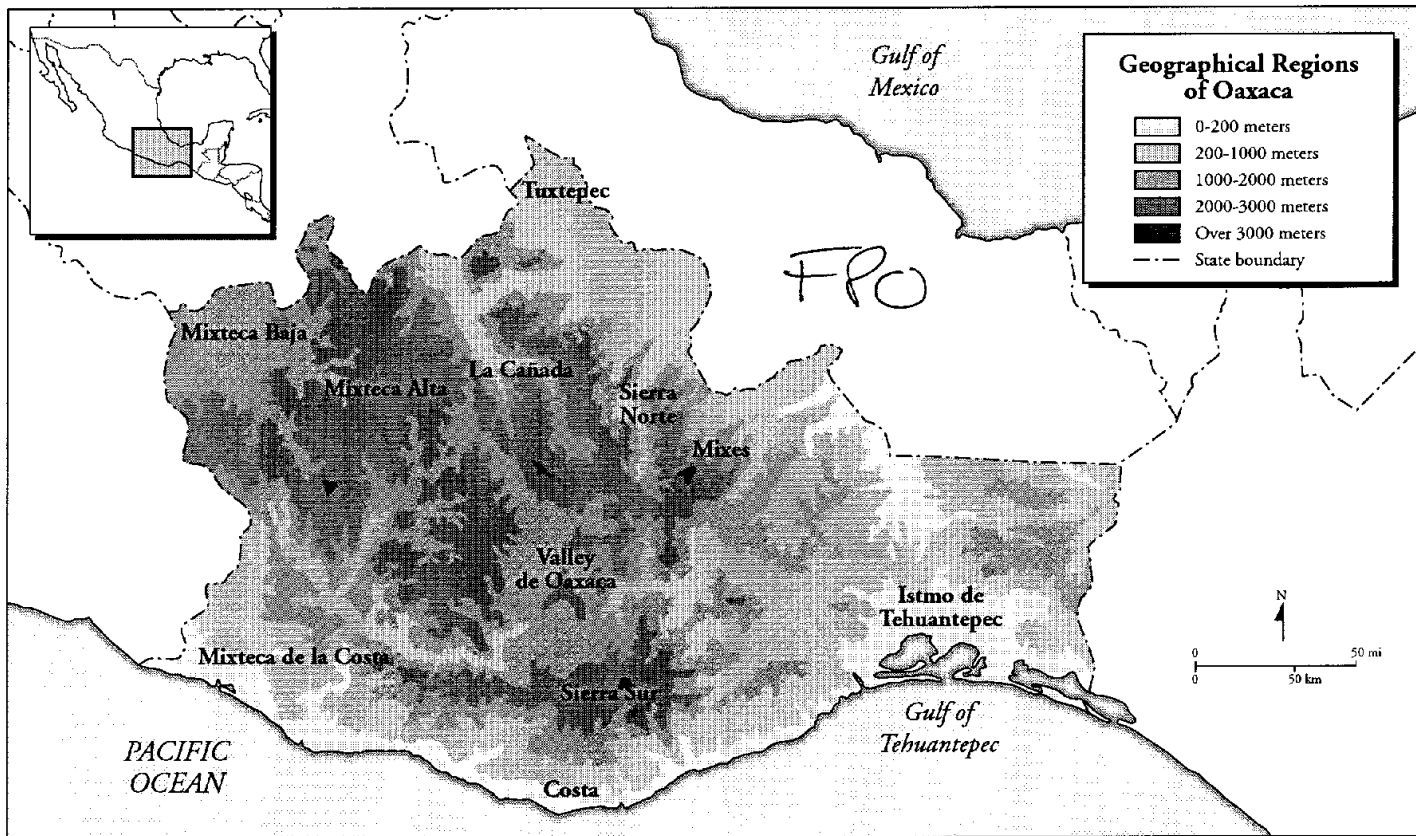 Gulf of
Mexico
Geographical Regions
of Oaxaca
0-200 meters
200-1000 meters
1000-2000 meters
2000-3000 meters
Over 3000 meters
State boundary
Tuxtepec
FPO
Mixteca Baja
Mixteca Alta
La Cañada
Sierra
Norte
Mixes
Valley
de Oaxaca
Istmo de
Tehuantepec
N
0 50 mi
0 50 km
Mixteca de la Costa
Sierra Sur
Gulf of
Tehuantepec
PACIFIC
OCEAN
Costa